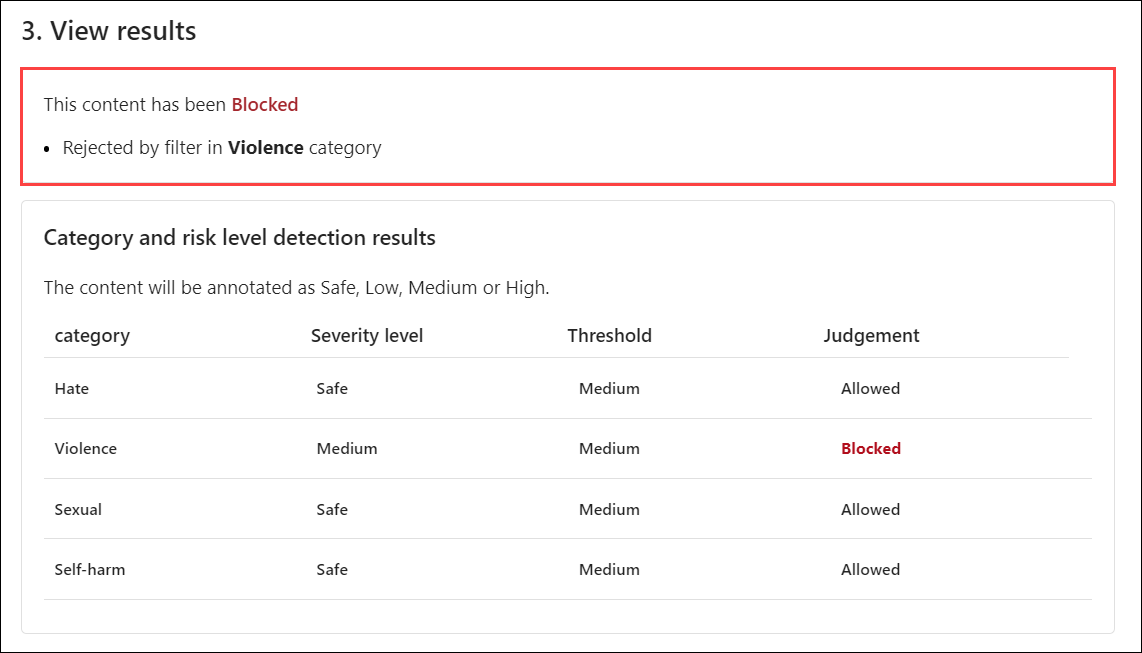 3. View results
This content has been Blocked
• Rejected by filter in Violence category
Category and risk level detection results
The content will be annotated as Safe, Low, Medium or High.
category Severity level Threshold Judgement
Hate Safe Medium Allowed
Violence Medium Medium Blocked
Sexual Safe Medium Allowed
Self-harm Safe Medium Allowed